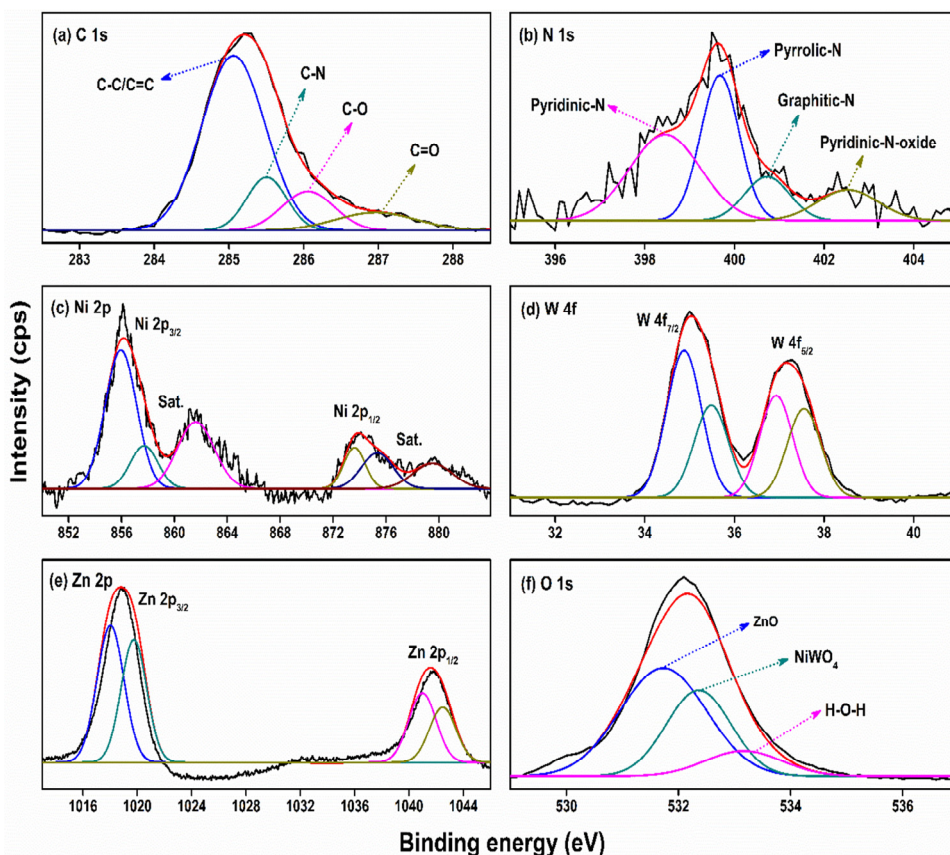 (a) C 1s
C-C/C=C
C-N
C-O
C=O
283 284 285 286 287 288
(b) N 1s
Pyrrolic-N
Pyridinic-N
Graphitic-N
Pyridinic-N-oxide
396 398 400 402 404
(c) Ni 2p
Ni 2p3/2
Sat.
Ni 2p1/2
Sat.
852 856 860 864 868 872 876 880
(d) W 4f
W 4f7/2
W 4f5/2
32 34 36 38 40
(e) Zn 2p
Zn 2p3/2
Zn 2p1/2
1016 1020 1024 1028 1032 1036 1040 1044
(f) O 1s
ZnO
NiWO4
H-O-H
530 532 534 536
Intensity (cps)
Binding energy (eV)